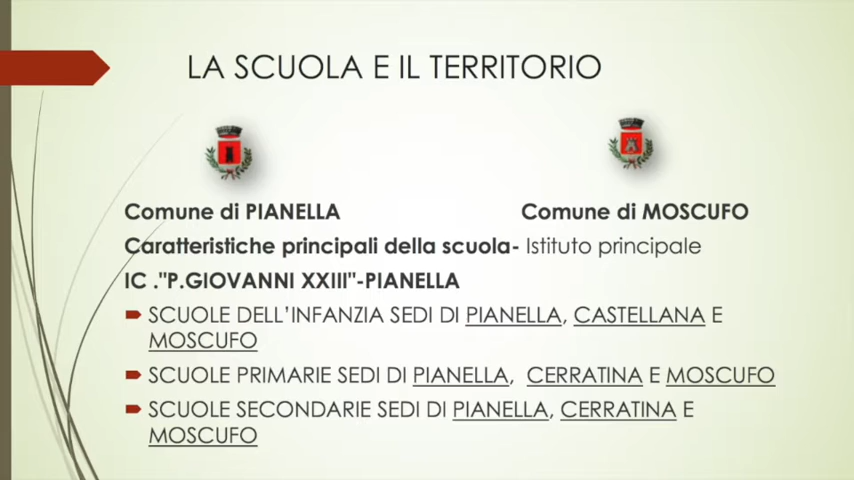 LA SCUOLA E IL TERRITORIO
Comune di PIANELLA Comune di MOSCUFO
Caratteristiche principali della scuola- Istituto principale
IC ."P.GIOVANNI XXIII"-PIANELLA
SCUOLE DELL'INFANZIA SEDI DI PIANELLA, CASTELLANA E
MOSCUFO
SCUOLE PRIMARIE SEDI DI PIANELLA, CERRATINA E MOSCUFO
SCUOLE SECONDARIE SEDI DI PIANELLA, CERRATINA E
MOSCUFO